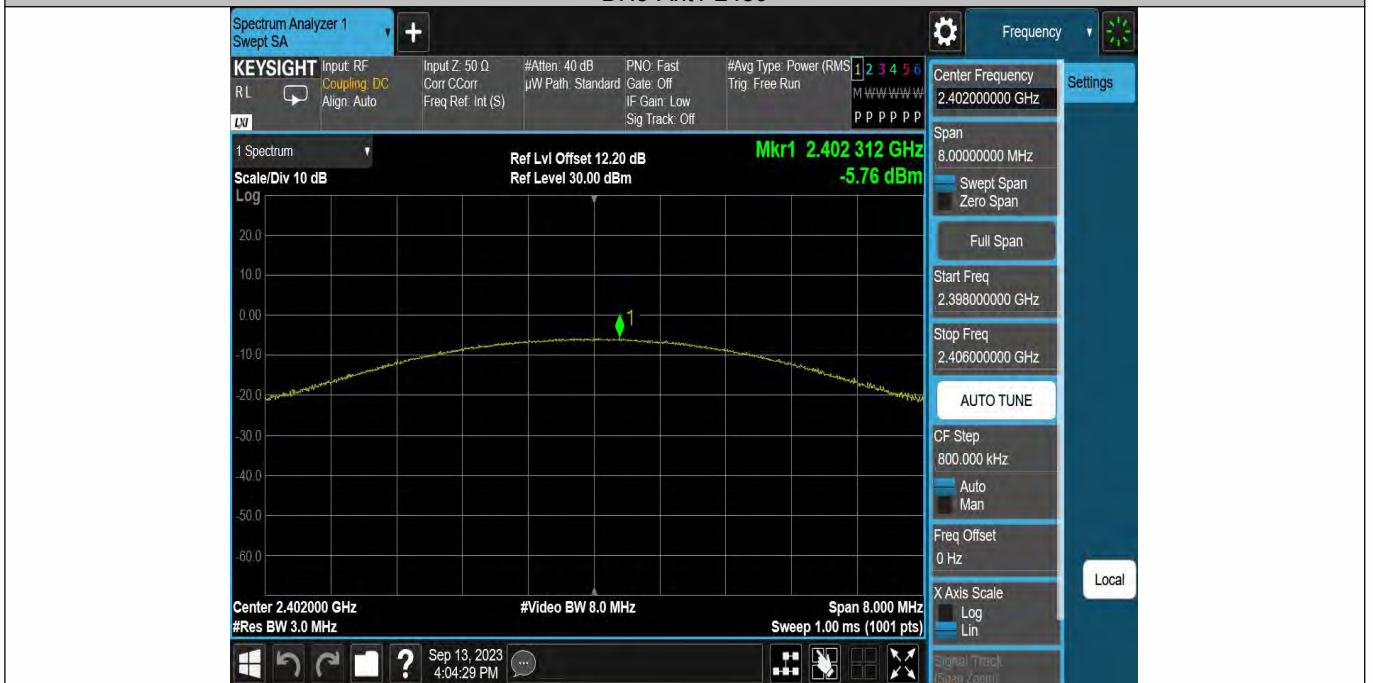 Spectrum Analyzer 1
Swept SA
+
Frequency
KEYSIGHT
RL
LXI
Input: RF
Coupling: DC
Align: Auto
Input Z: 50 Ω
Corr CCorr
Freq Ref: Int (S)
#Atten: 40 dB
µW Path: Standard
PNO: Fast
Gate: Off
IF Gain: Low
Sig Track: Off
#Avg Type: Power (RMS
Trig: Free Run
1 2 3 4 5 6
M W W W W W
P P P P P P
1 Spectrum
Scale/Div 10 dB
Ref Lvl Offset 12.20 dB
Ref Level 30.00 dBm
Mkr1 2.402 312 GHz
-5.76 dBm
Log
20.0
10.0
0.00
-10.0
-20.0
-30.0
-40.0
-50.0
-60.0
1
Center 2.402000 GHz
#Res BW 3.0 MHz
#Video BW 8.0 MHz
Span 8.000 MHz
Sweep 1.00 ms (1001 pts)
Center Frequency
2.402000000 GHz
Settings
Span
8.00000000 MHz
Swept Span
Zero Span
Full Span
Start Freq
2.398000000 GHz
Stop Freq
2.406000000 GHz
AUTO TUNE
CF Step
800.000 kHz
Auto
Man
Freq Offset
0 Hz
X Axis Scale
Log
Lin
Local
Signal Track
(Span Zoom)
?
Sep 13, 2023
4:04:29 PM